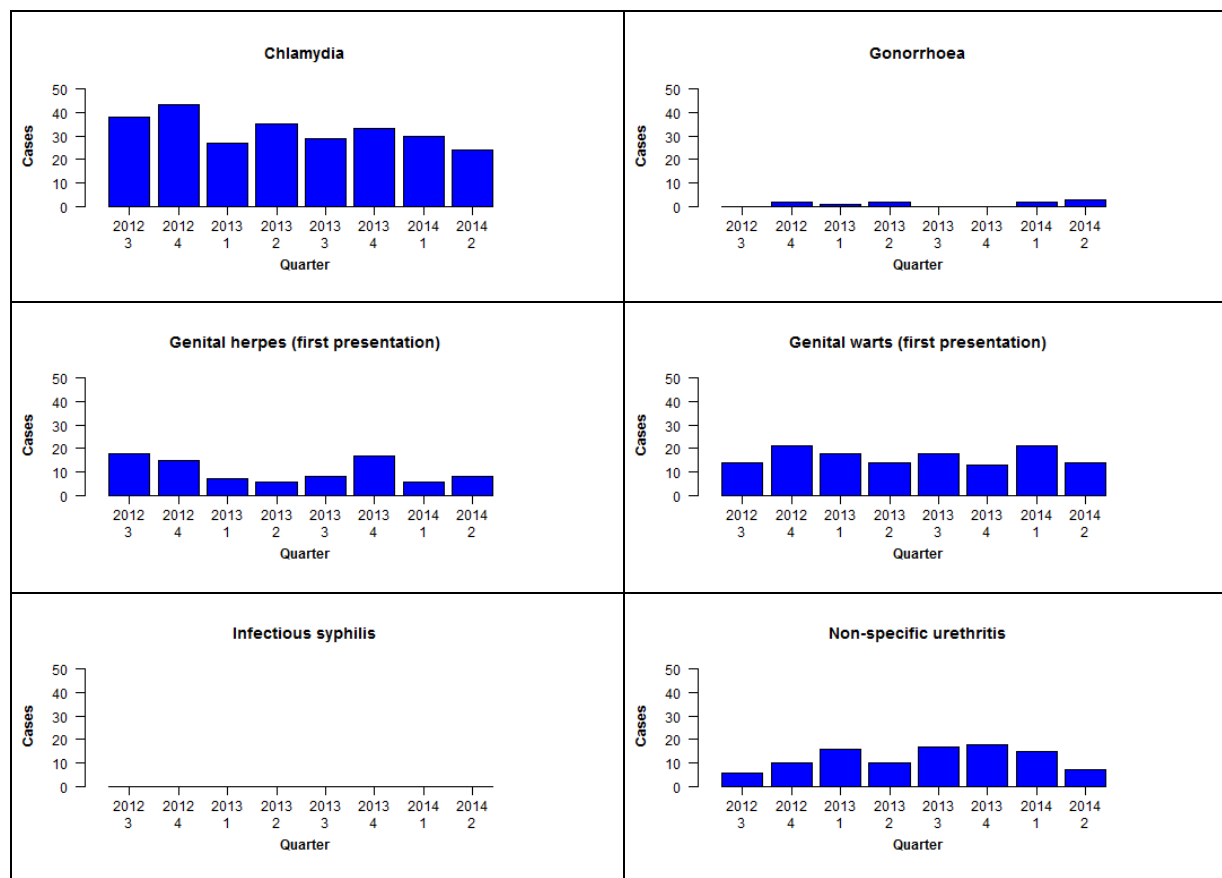 Chlamydia
50
40
30
20
10
0
Cases
2012 2012 2013 2013 2013 2013 2014 2014
3 4 1 2 3 4 1 2
Quarter
Gonorrhoea
50
40
30
20
10
0
Cases
2012 2012 2013 2013 2013 2013 2014 2014
3 4 1 2 3 4 1 2
Quarter
Genital herpes (first presentation)
50
40
30
20
10
0
Cases
2012 2012 2013 2013 2013 2013 2014 2014
3 4 1 2 3 4 1 2
Quarter
Genital warts (first presentation)
50
40
30
20
10
0
Cases
2012 2012 2013 2013 2013 2013 2014 2014
3 4 1 2 3 4 1 2
Quarter
Infectious syphilis
50
40
30
20
10
0
Cases
2012 2012 2013 2013 2013 2013 2014 2014
3 4 1 2 3 4 1 2
Quarter
Non-specific urethritis
50
40
30
20
10
0
Cases
2012 2012 2013 2013 2013 2013 2014 2014
3 4 1 2 3 4 1 2
Quarter